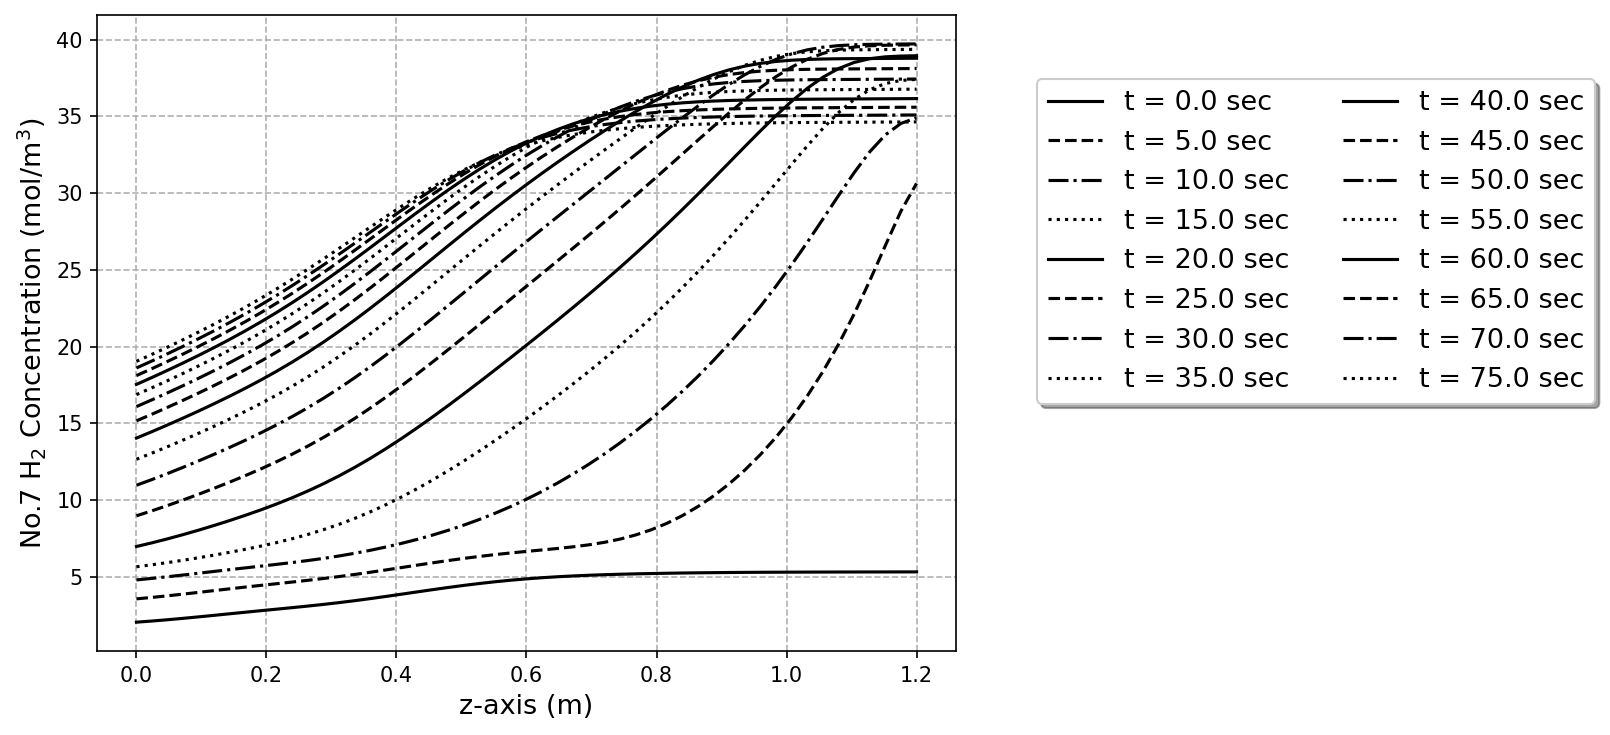 40
35
30
25
20
15
10
5
No.7 H₂ Concentration (mol/m³)
0.0 0.2 0.4 0.6 0.8 1.0 1.2
z-axis (m)
t = 0.0 sec
t = 5.0 sec
t = 10.0 sec
t = 15.0 sec
t = 20.0 sec
t = 25.0 sec
t = 30.0 sec
t = 35.0 sec
t = 40.0 sec
t = 45.0 sec
t = 50.0 sec
t = 55.0 sec
t = 60.0 sec
t = 65.0 sec
t = 70.0 sec
t = 75.0 sec